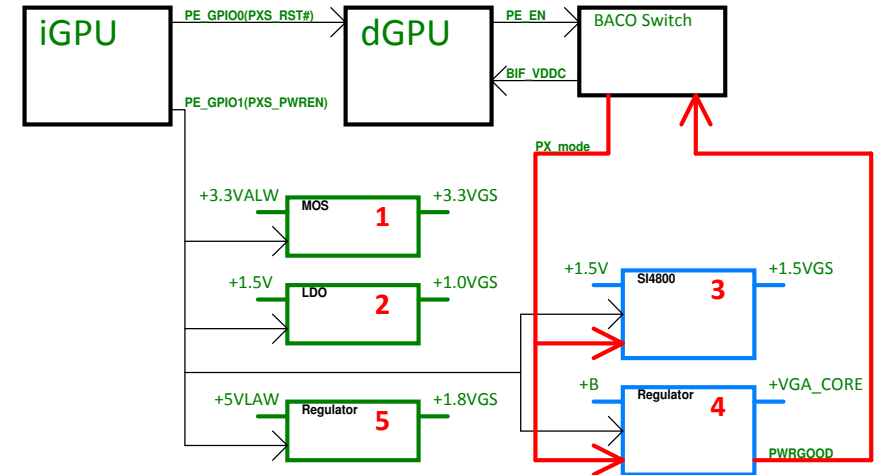 iGPU
PE_GPIO0(PXS_RST#)
dGPU
PE_EN
BACO Switch
BIF_VDDC
PE_GPIO1(PXS_PWREN)
PX_mode
+3.3VALW
MOS
1
+3.3VGS
+1.5V
LDO
2
+1.0VGS
+1.5V
SI4800
3
+1.5VGS
+5VLAW
Regulator
5
+1.8VGS
+B
Regulator
4
+VGA_CORE
PWRGOOD